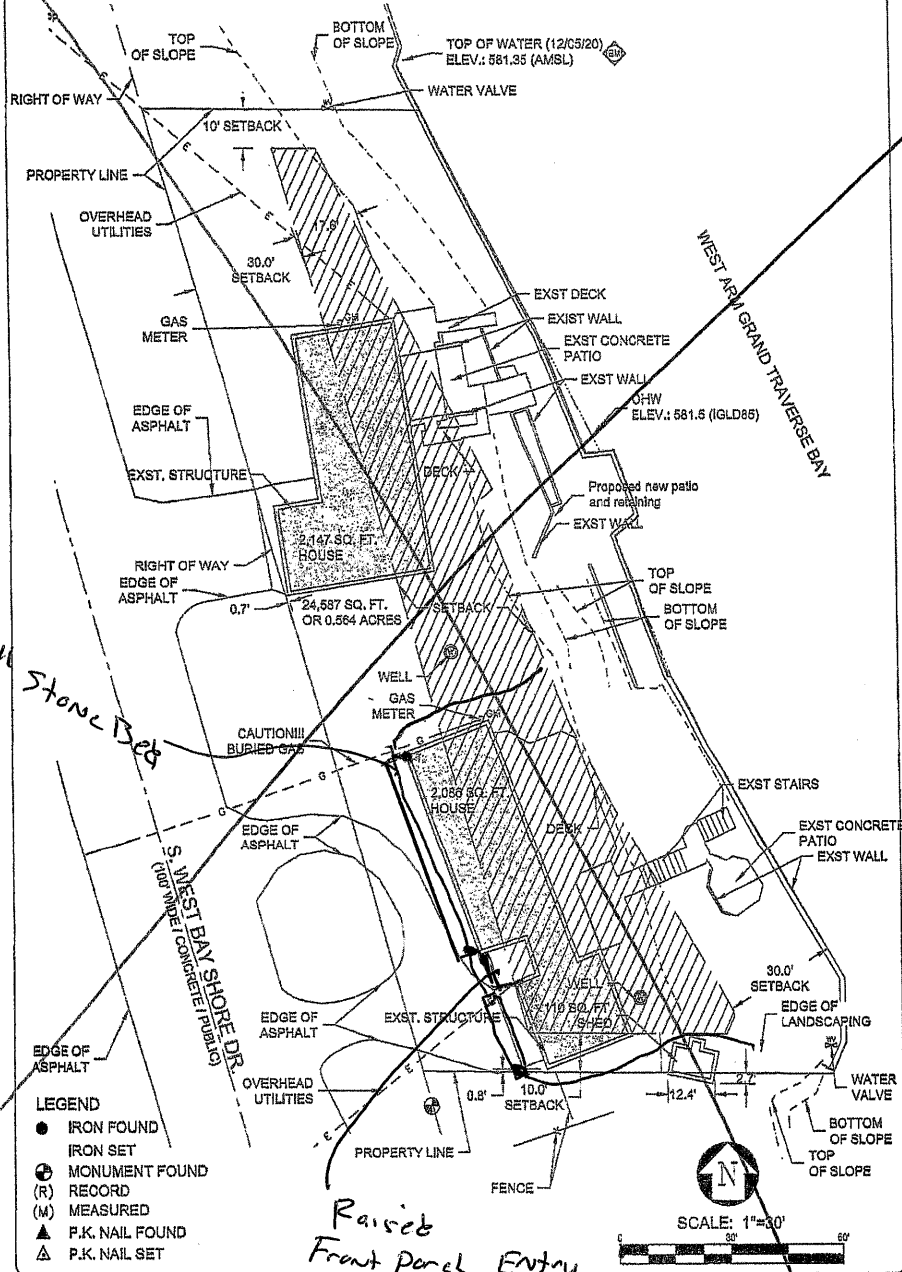 TOP
OF SLOPE
BOTTOM
OF SLOPE
TOP OF WATER (12/05/20)
ELEV.: 581.35 (AMSL)
BM
WATER VALVE
RIGHT OF WAY
10' SETBACK
PROPERTY LINE
OVERHEAD
UTILITIES
17.6'
30.0'
SETBACK
WEST ARM GRAND TRAVERSE BAY
EXST DECK
EXIST WALL
GAS
METER
GM
EXST CONCRETE
PATIO
EXST WALL
OHW
ELEV.: 581.5 (IGLD85)
EDGE OF
ASPHALT
DECK
EXST. STRUCTURE
Proposed new patio
and retaining
EXST WALL
2,147 SQ. FT.
HOUSE
RIGHT OF WAY
EDGE OF
ASPHALT
TOP
OF SLOPE
0.7'
24,587 SQ. FT.
OR 0.564 ACRES
SETBACK
BOTTOM
OF SLOPE
WELL
Stone Bed
GAS
METER
GM
CAUTION!!!
BURIED GAS
G
G
G
2,086 SQ. FT.
HOUSE
EXST STAIRS
EDGE OF
ASPHALT
DECK
EXST CONCRETE
PATIO
EXST WALL
S. WEST BAY SHORE DR.
(100' WIDE / CONCRETE / PUBLIC)
30.0'
SETBACK
WELL
EXST. STRUCTURE
110 SQ. FT.
SHED
EDGE OF
ASPHALT
EDGE OF
LANDSCAPING
EDGE OF
ASPHALT
WV
OVERHEAD
UTILITIES
0.8'
10.0'
SETBACK
12.4'
WATER
VALVE
BOTTOM
OF SLOPE
TOP
OF SLOPE
PROPERTY LINE
FENCE
LEGEND
IRON FOUND
IRON SET
MONUMENT FOUND
(R) RECORD
(M) MEASURED
P.K. NAIL FOUND
P.K. NAIL SET
N
Raised
Front Porch Entry
SCALE: 1"=30'
0' 30' 60'